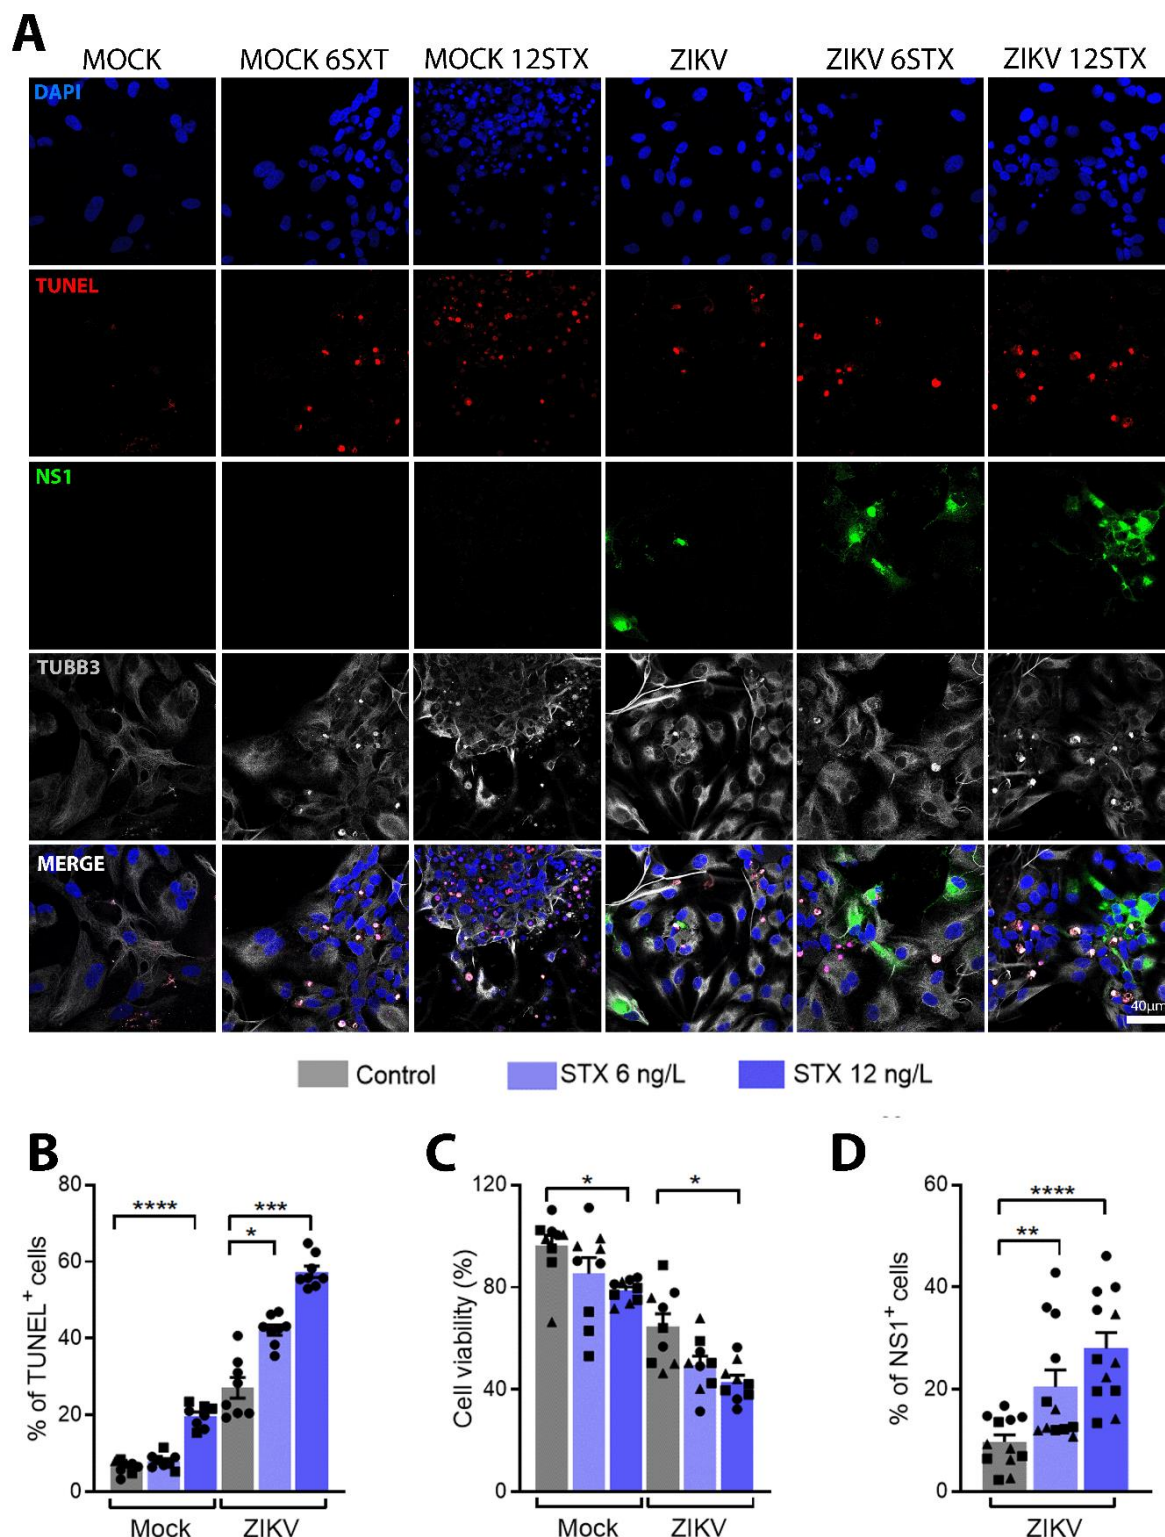 A
MOCK MOCK 6SXT MOCK 12STX ZIKV ZIKV 6STX ZIKV 12STX
DAPI
TUNEL
NS1
TUBB3
MERGE
40μm
Control STX 6 ng/L STX 12 ng/L
B
% of TUNEL+ cells
80
60
40
20
0
****
***
*
Mock ZIKV
C
Cell viability (%)
120
80
40
0
*
*
Mock ZIKV
D
% of NS1+ cells
60
40
20
0
****
**
ZIKV